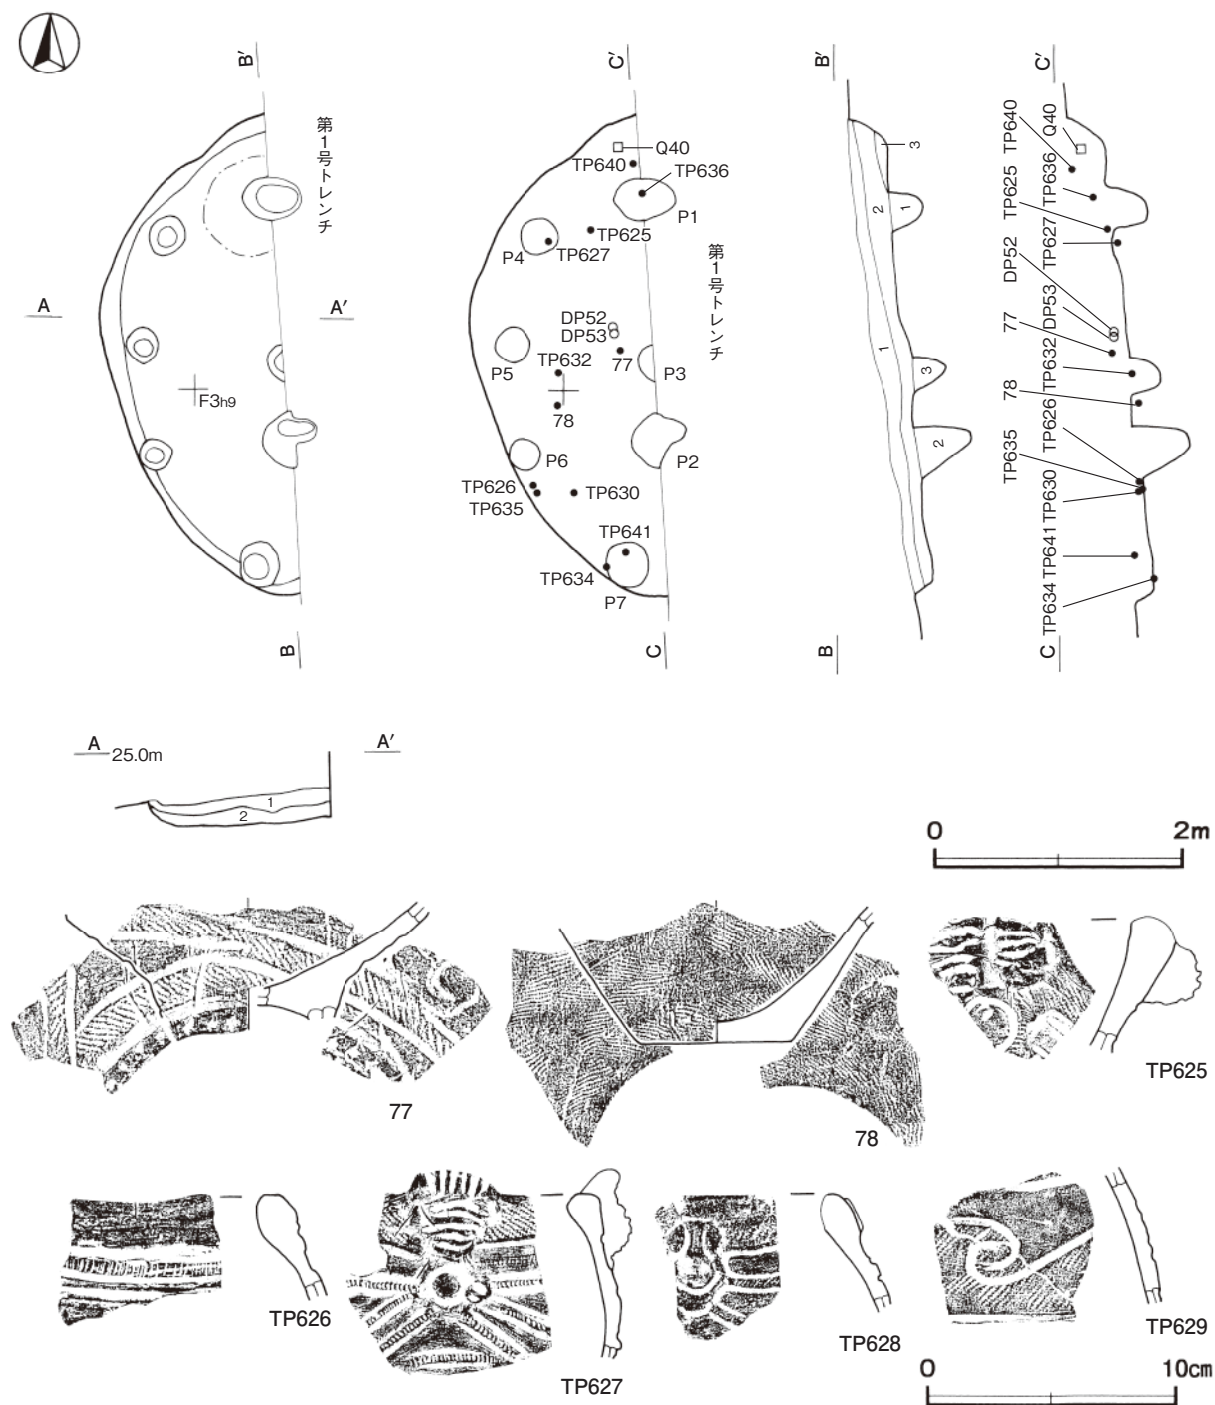 B′
第1号トレンチ
A
A′
F3h9
B
C′
Q40
TP640
TP636
P1
TP625
P4
TP627
第1号トレンチ
DP52
DP53
77
P5
TP632
P3
78
P6
P2
TP626
TP635
TP630
TP641
TP634
P7
C
B′
3
2
1
1
3
2
B
C′
Q40
TP640
TP636
TP625
TP627
DP52
DP53
77
TP632
78
TP626
TP635
TP630
TP641
TP634
C
A 25.0m
A′
1
2
0 2m
77
78
TP625
TP626
TP627
TP628
TP629
0 10cm